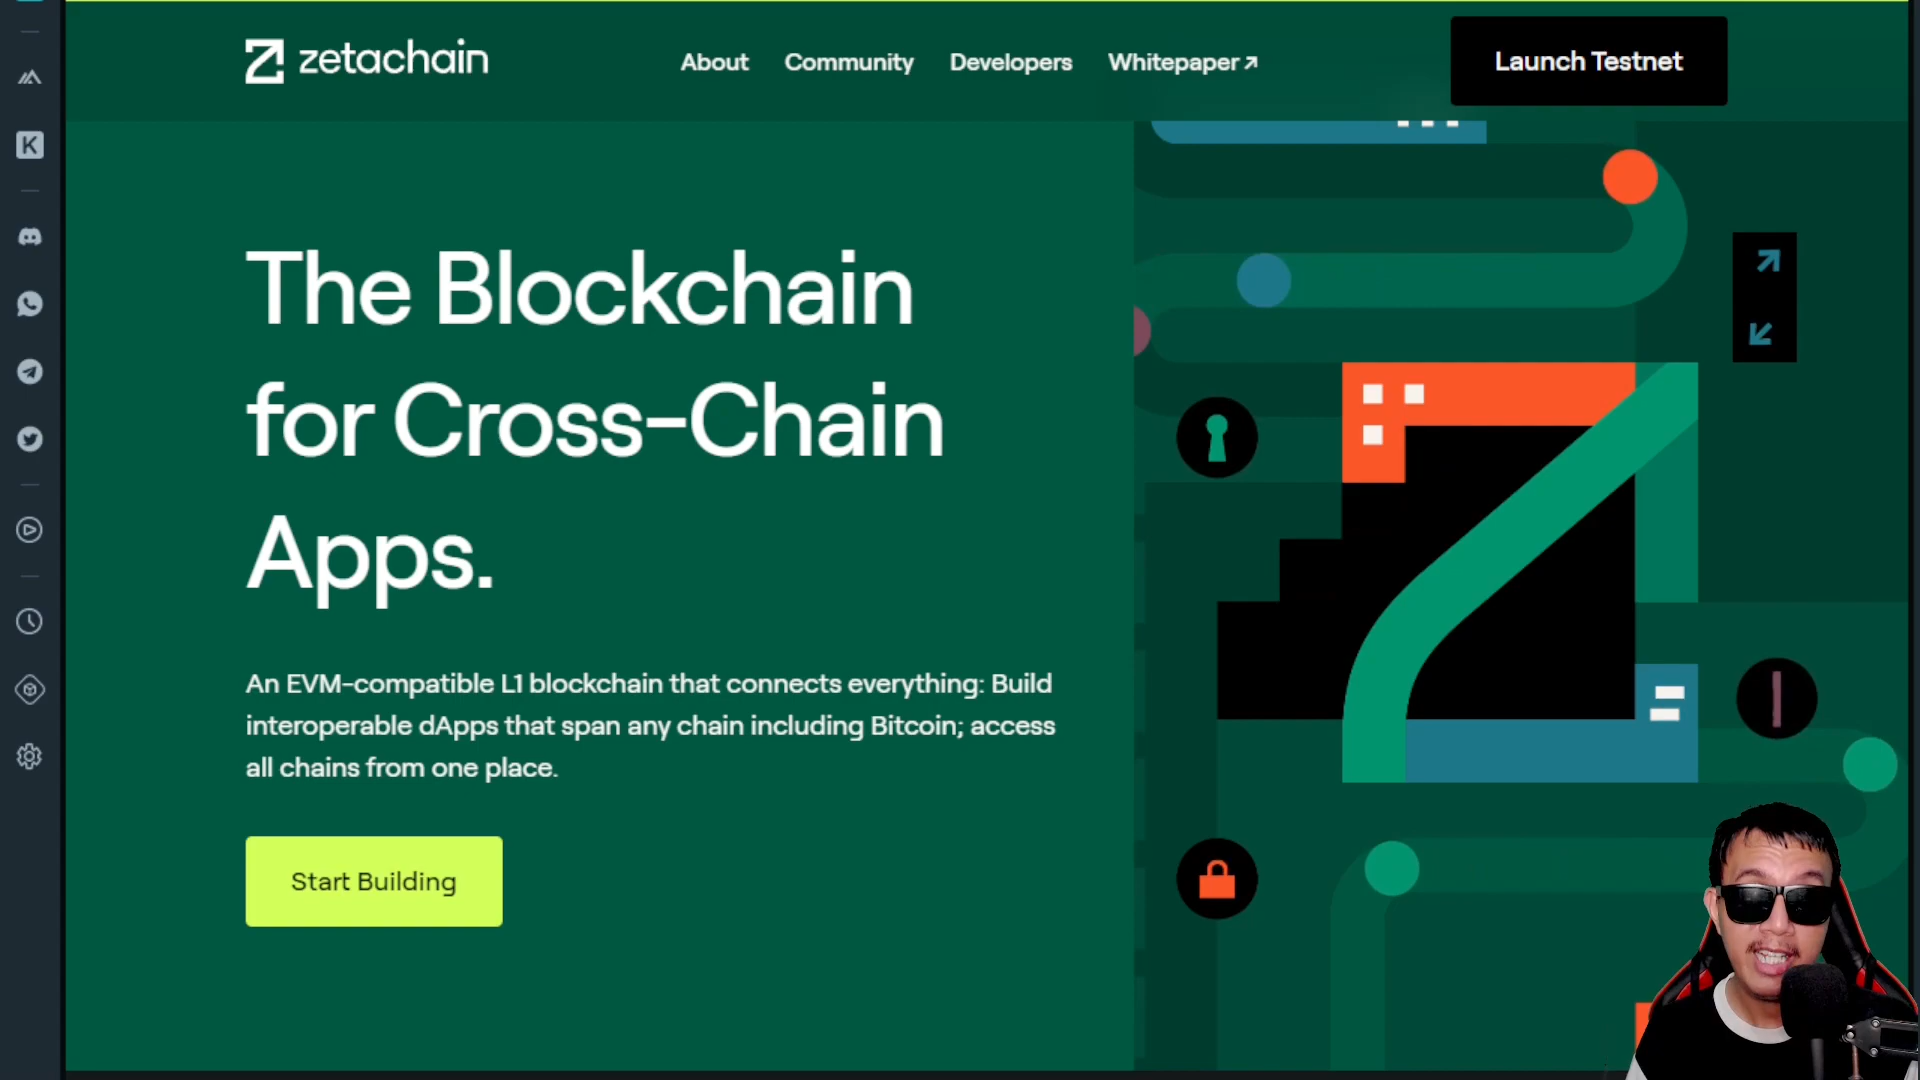 zetachain
About
Community
Developers
Whitepaper
Launch Testnet
The Blockchain
for Cross-Chain
Apps.
An EVM-compatible L1 blockchain that connects everything: Build
interoperable dApps that span any chain including Bitcoin; access
all chains from one place.
Start Building
K